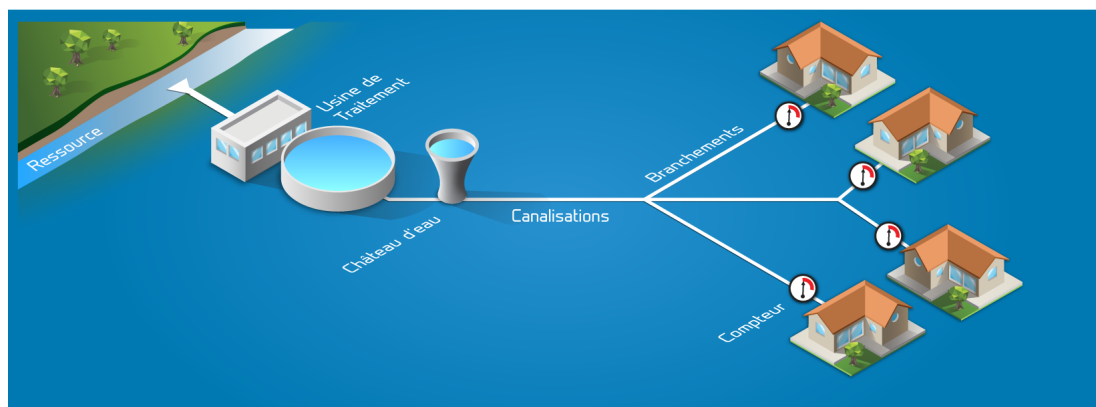 Ressource
Usine de
Traitement
Château d'eau
Canalisations
Branchements
Compteur